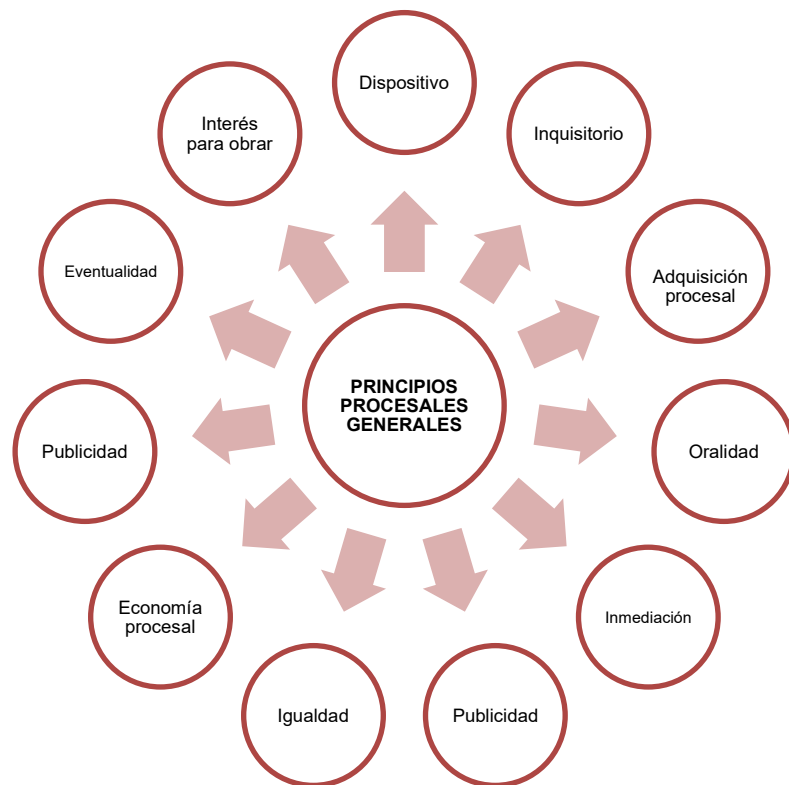 Dispositivo
Inquisitorio
Adquisición
procesal
Oralidad
Inmediación
Publicidad
Igualdad
Economía
procesal
Publicidad
Eventualidad
Interés
para obrar
PRINCIPIOS
PROCESALES
GENERALES